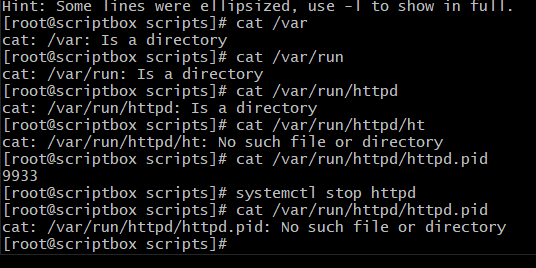 Hint: Some lines were ellipsized, use -l to show in full.
[root@scriptbox scripts]# cat /var
cat: /var: Is a directory
[root@scriptbox scripts]# cat /var/run
cat: /var/run: Is a directory
[root@scriptbox scripts]# cat /var/run/httpd
cat: /var/run/httpd: Is a directory
[root@scriptbox scripts]# cat /var/run/httpd/ht
cat: /var/run/httpd/ht: No such file or directory
[root@scriptbox scripts]# cat /var/run/httpd/httpd.pid
9933
[root@scriptbox scripts]# systemctl stop httpd
[root@scriptbox scripts]# cat /var/run/httpd/httpd.pid
cat: /var/run/httpd/httpd.pid: No such file or directory
[root@scriptbox scripts]#